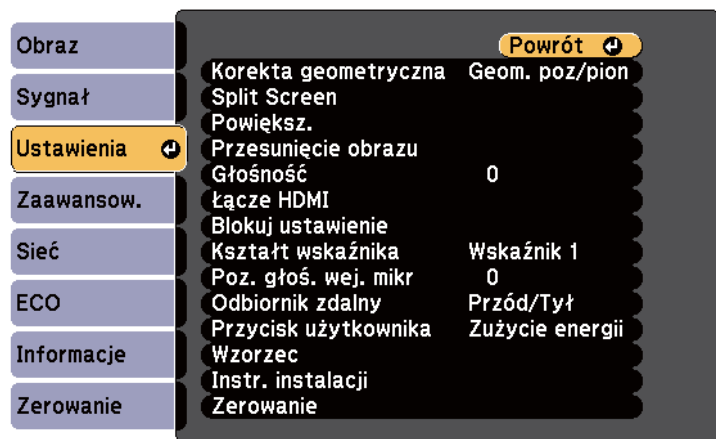 Obraz
Sygnał
Ustawienia
Zaawansow.
Sieć
ECO
Informacje
Zerowanie
Powrót
Korekta geometryczna Geom. poz/pion
Split Screen
Powiększ.
Przesunięcie obrazu
Głośność 0
Łącze HDMI
Blokuj ustawienie
Kształt wskaźnika Wskaźnik 1
Poz. głoś. wej. mikr 0
Odbiornik zdalny Przód/Tył
Przycisk użytkownika Zużycie energii
Wzorzec
Instr. instalacji
Zerowanie